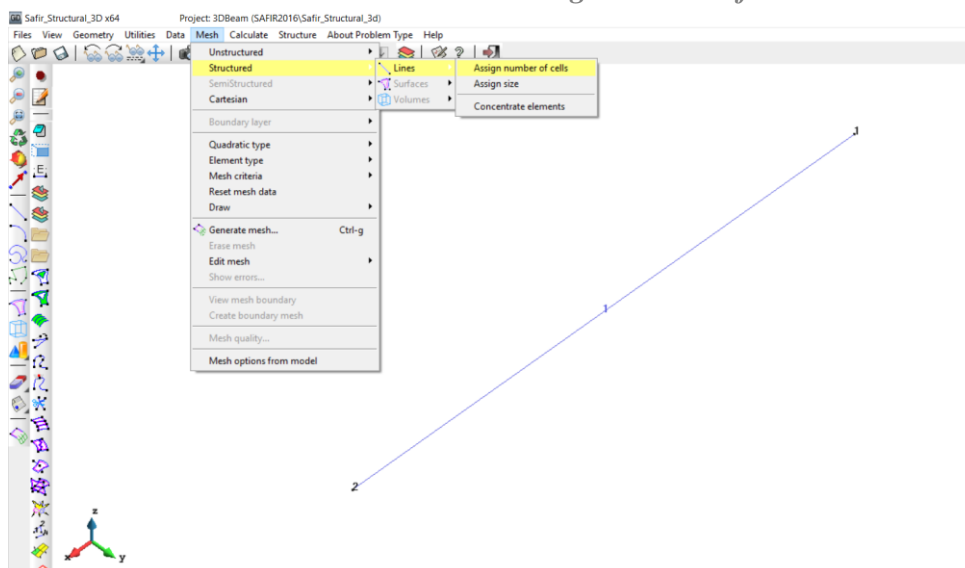 Safir_Structural_3D x64 Project: 3DBeam (SAFIR2016\Safir_Structural_3d)
Files View Geometry Utilities Data Mesh Calculate Structure About Problem Type Help
Unstructured
Structured
Lines
Assign number of cells
SemiStructured
Surfaces
Assign size
Cartesian
Volumes
Concentrate elements
Boundary layer
Quadratic type
Element type
Mesh criteria
Reset mesh data
Draw
Generate mesh... Ctrl-g
Erase mesh
Edit mesh
Show errors...
View mesh boundary
Create boundary mesh
Mesh quality...
Mesh options from model
1
1
2
z
x
y